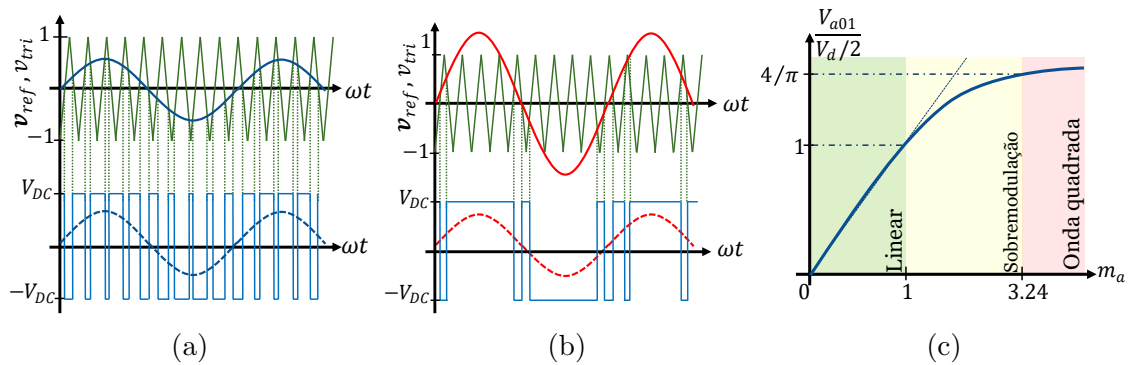 v_ref , v_tri
1
−1
ωt
V_DC
−V_DC
ωt
(a)
v_ref , v_tri
1
−1
ωt
V_DC
−V_DC
ωt
(b)
V_a01
V_d/2
4/π
1
0
Linear
Sobremodulação
Onda quadrada
1
3.24
m_a
(c)